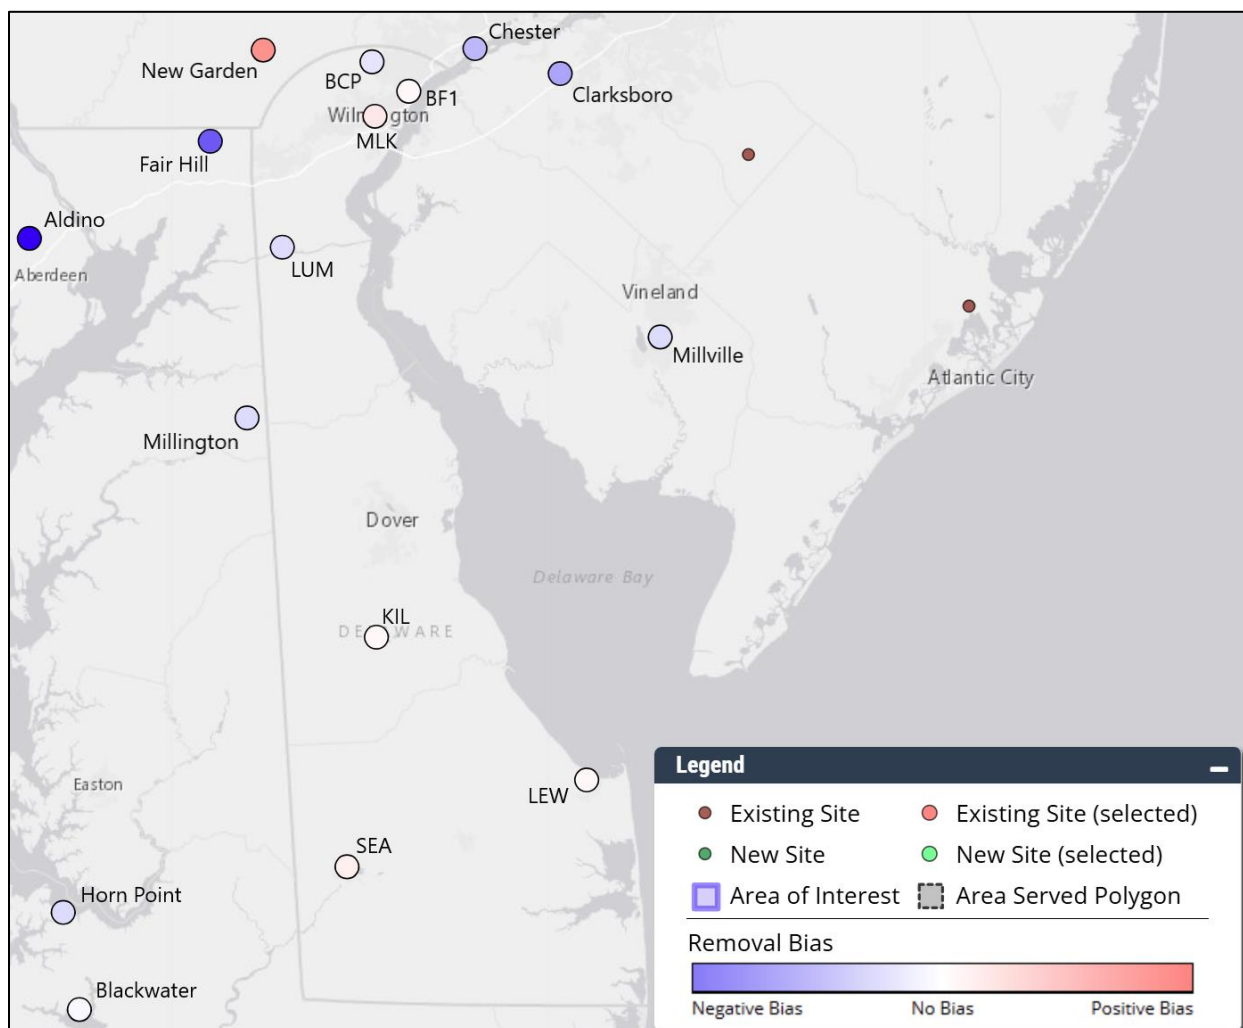 Chester
New Garden
BCP
BF1
Clarksboro
Wilmington
MLK
Fair Hill
Aldino
Aberdeen
LUM
Vineland
Millville
Atlantic City
Millington
Dover
Delaware Bay
KIL
DELAWARE
Easton
LEW
SEA
Horn Point
Blackwater
Legend
Existing Site
Existing Site (selected)
New Site
New Site (selected)
Area of Interest
Area Served Polygon
Removal Bias
Negative Bias
No Bias
Positive Bias